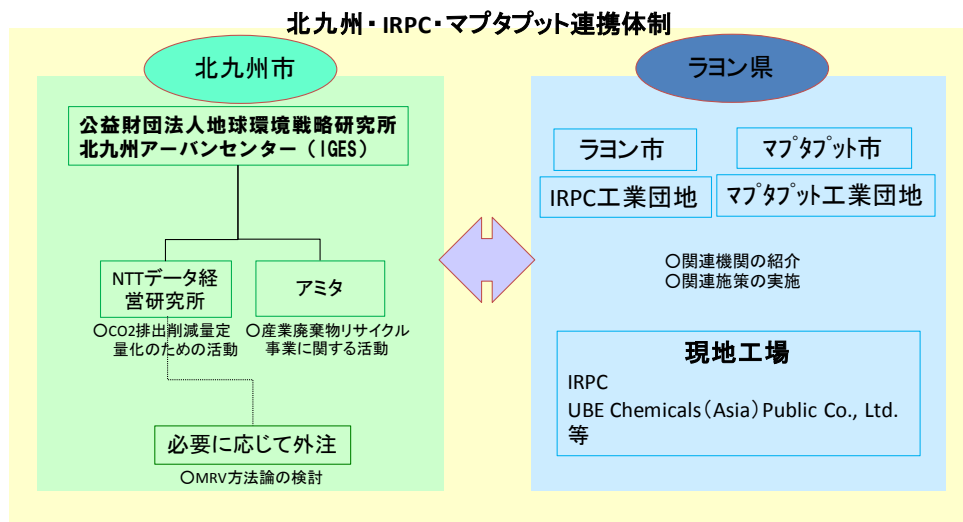 北九州・IRPC・マプタプット連携体制
北九州市
公益財団法人地球環境戦略研究所
北九州アーバンセンター（IGES）
NTTデータ経
営研究所
〇CO2排出削減量定
量化のための活動
アミタ
〇産業廃棄物リサイクル
事業に関する活動
必要に応じて外注
〇MRV方法論の検討
ラヨン県
ラヨン市
マプタプット市
IRPC工業団地
マプタプット工業団地
〇関連機関の紹介
〇関連施策の実施
現地工場
IRPC
UBE Chemicals（Asia）Public Co., Ltd.
等